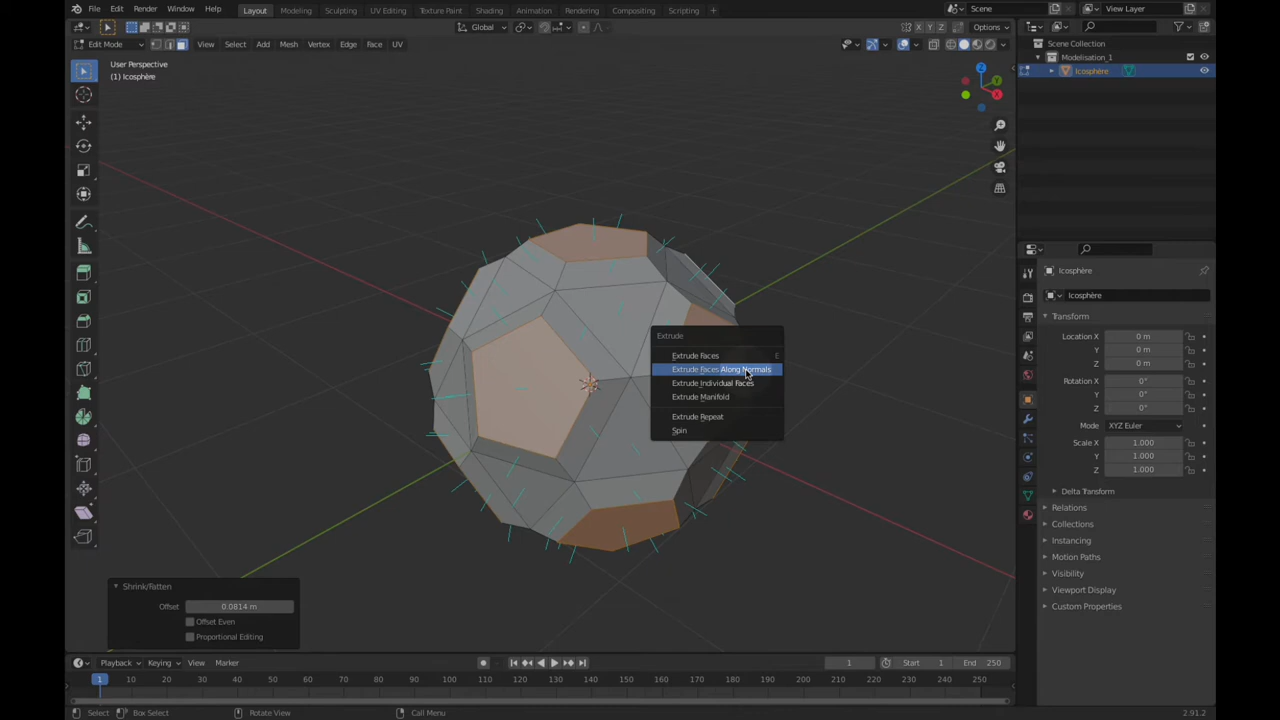 File Edit Render Window Help Layout Modeling Sculpting UV Editing Texture Paint Shading Animation Rendering Compositing Scripting + Scene View Layer
Global Options
Edit Mode View Select Add Mesh Vertex Edge Face UV
User Perspective
(1) Icosphère
Z
Y
X
Scene Collection
Modelisation_1
Icosphère
Extrude
Extrude Faces E
Extrude Faces Along Normals
Extrude Individual Faces
Extrude Manifold
Extrude Repeat
Spin
Icosphère
Icosphère
Transform
Location X 0 m
Y 0 m
Z 0 m
Rotation X 0°
Y 0°
Z 0°
Mode XYZ Euler
Scale X 1.000
Y 1.000
Z 1.000
Delta Transform
Relations
Collections
Instancing
Motion Paths
Visibility
Viewport Display
Custom Properties
Shrink/Fatten
Offset 0.0814 m
Offset Even
Proportional Editing
Playback Keying View Marker 1 Start 1 End 250
1 10 20 30 40 50 60 70 80 90 100 110 120 130 140 150 160 170 180 190 200 210 220 230 240 250
Select Box Select Rotate View Call Menu 2.91.2